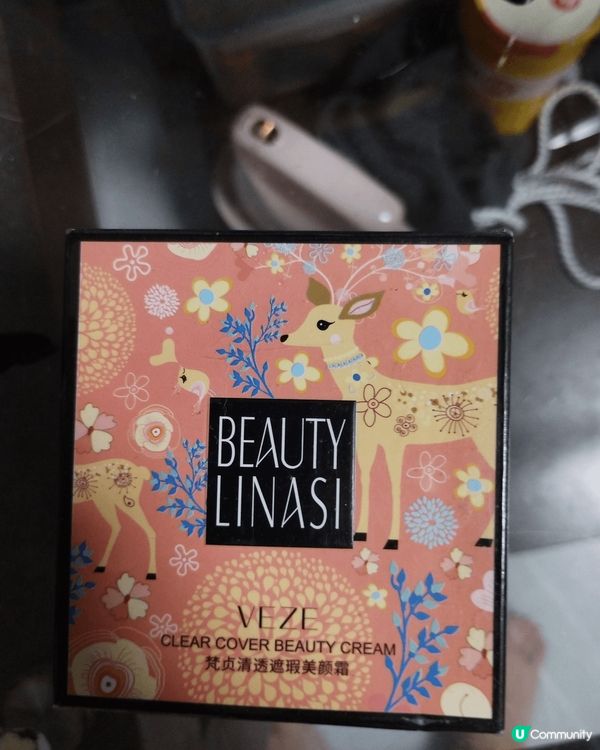 BEAUTY
LINASI
VEZE
CLEAR COVER BEAUTY CREAM
梵贞清透遮瑕美颜霜
U Community